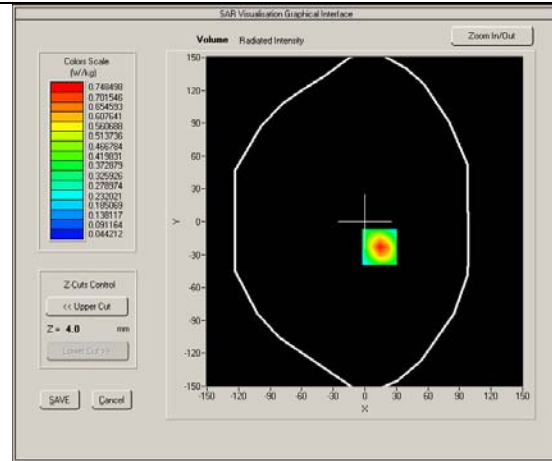 SAR Visualisation Graphical Interface
Volume Radiated Intensity
Zoom In/Out
Colors Scale
(W/kg)
0.748498
0.701546
0.654593
0.607641
0.560688
0.513736
0.466784
0.419831
0.372879
0.325926
0.278974
0.232021
0.185069
0.138117
0.091164
0.044212
Z-Cuts Control
<< Upper Cut
Z = 4.0 mm
Lower Cut >>
SAVE
Cancel
150
120
90
60
30
0
-30
-60
-90
-120
-150
Y
-150 -120 -90 -60 -30 0 30 60 90 120 150
X